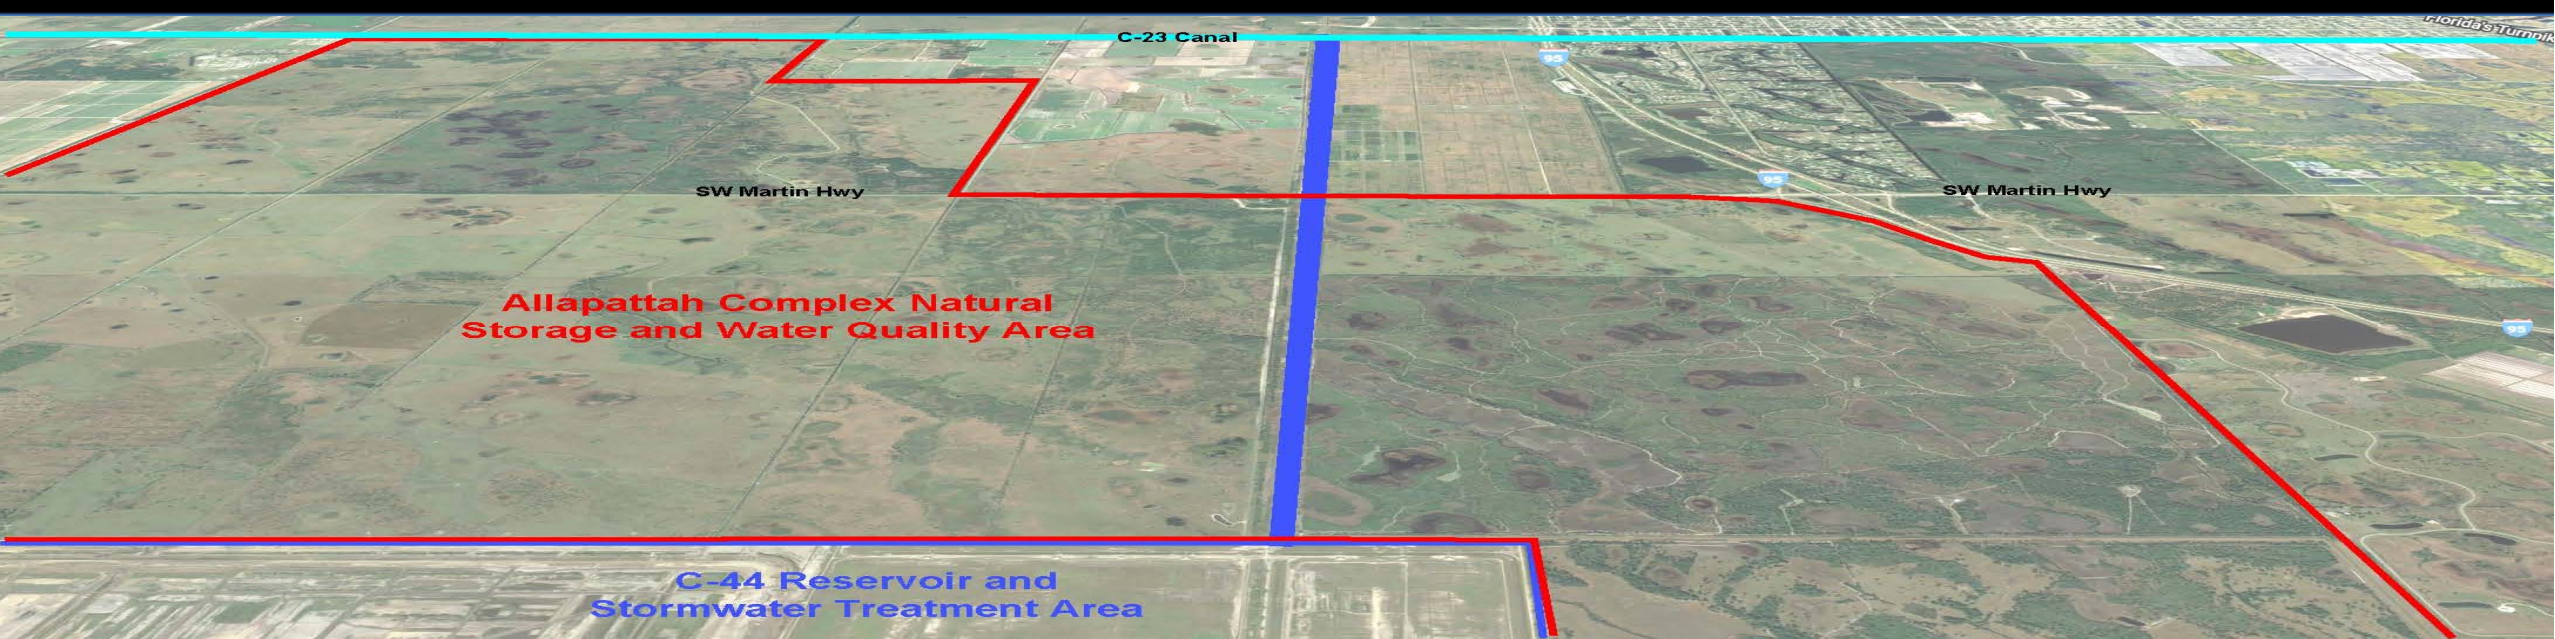 Florida's Turnpik
C-23 Canal
95
95
SW Martin Hwy
SW Martin Hwy
Allapattah Complex Natural
Storage and Water Quality Area
95
C-44 Reservoir and
Stormwater Treatment Area